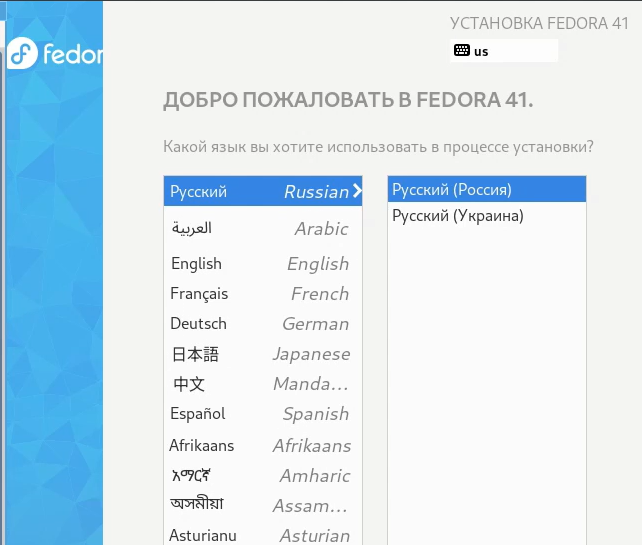 УСТАНОВКА FEDORA 41
us
ДОБРО ПОЖАЛОВАТЬ В FEDORA 41.
Какой язык вы хотите использовать в процессе установки?
Русский Russian
العربية Arabic
English English
Français French
Deutsch German
日本語 Japanese
中文 Manda…
Español Spanish
Afrikaans Afrikaans
አማርኛ Amharic
অসমীয়া Assam…
Asturianu Asturian
Русский (Россия)
Русский (Украина)